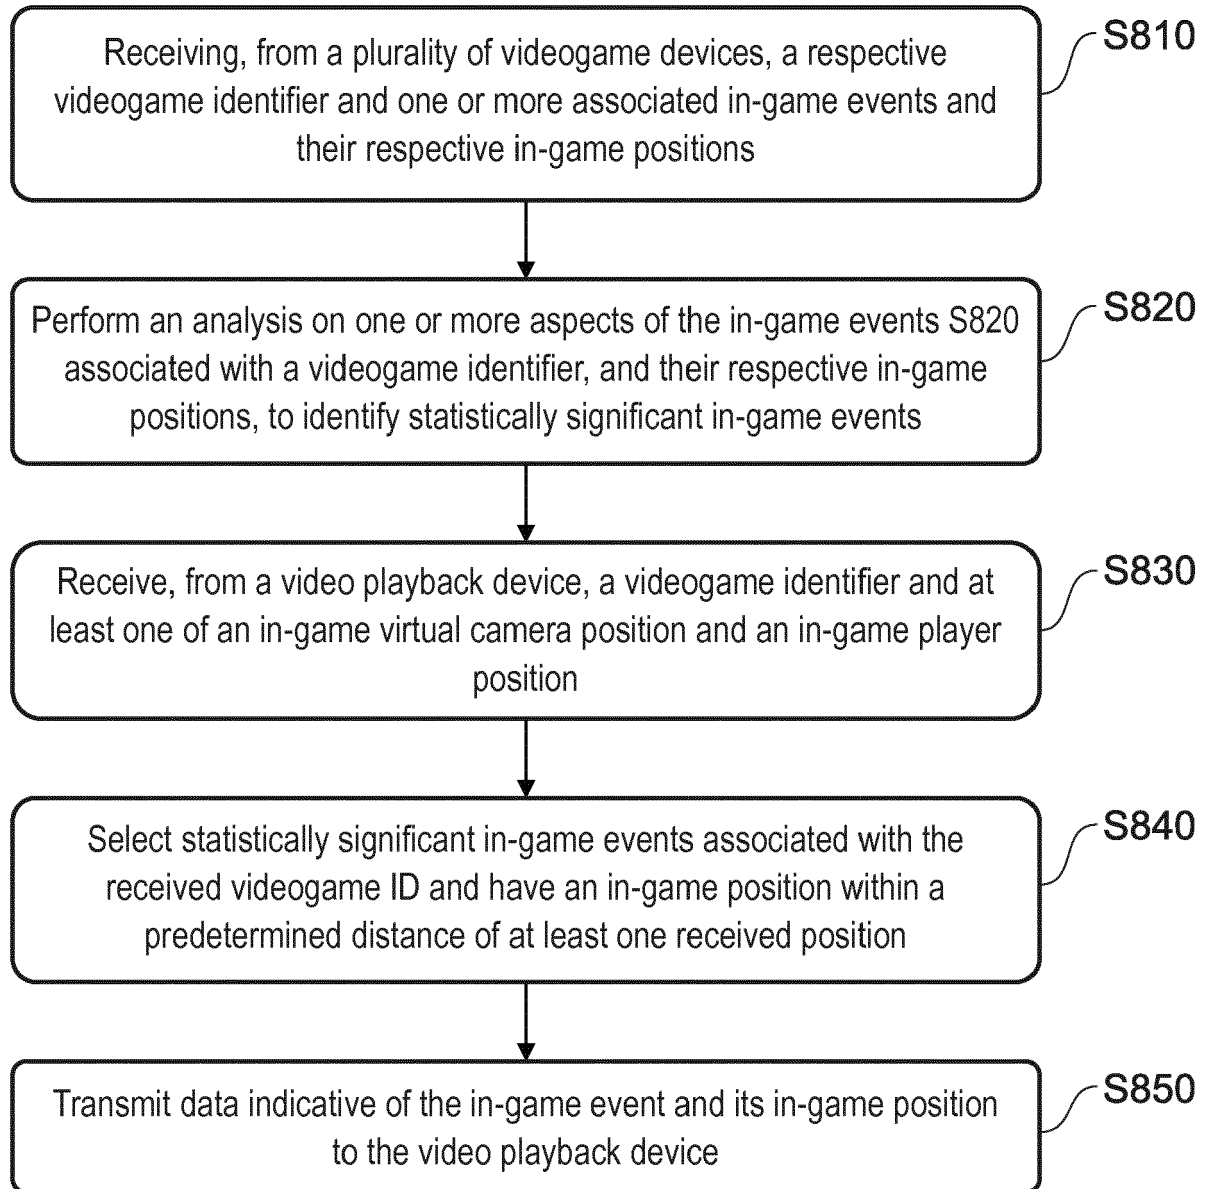 Receiving, from a plurality of videogame devices, a respective
videogame identifier and one or more associated in-game events and
their respective in-game positions
S810
Perform an analysis on one or more aspects of the in-game events S820
associated with a videogame identifier, and their respective in-game
positions, to identify statistically significant in-game events
S820
Receive, from a video playback device, a videogame identifier and at
least one of an in-game virtual camera position and an in-game player
position
S830
Select statistically significant in-game events associated with the
received videogame ID and have an in-game position within a
predetermined distance of at least one received position
S840
Transmit data indicative of the in-game event and its in-game position
to the video playback device
S850